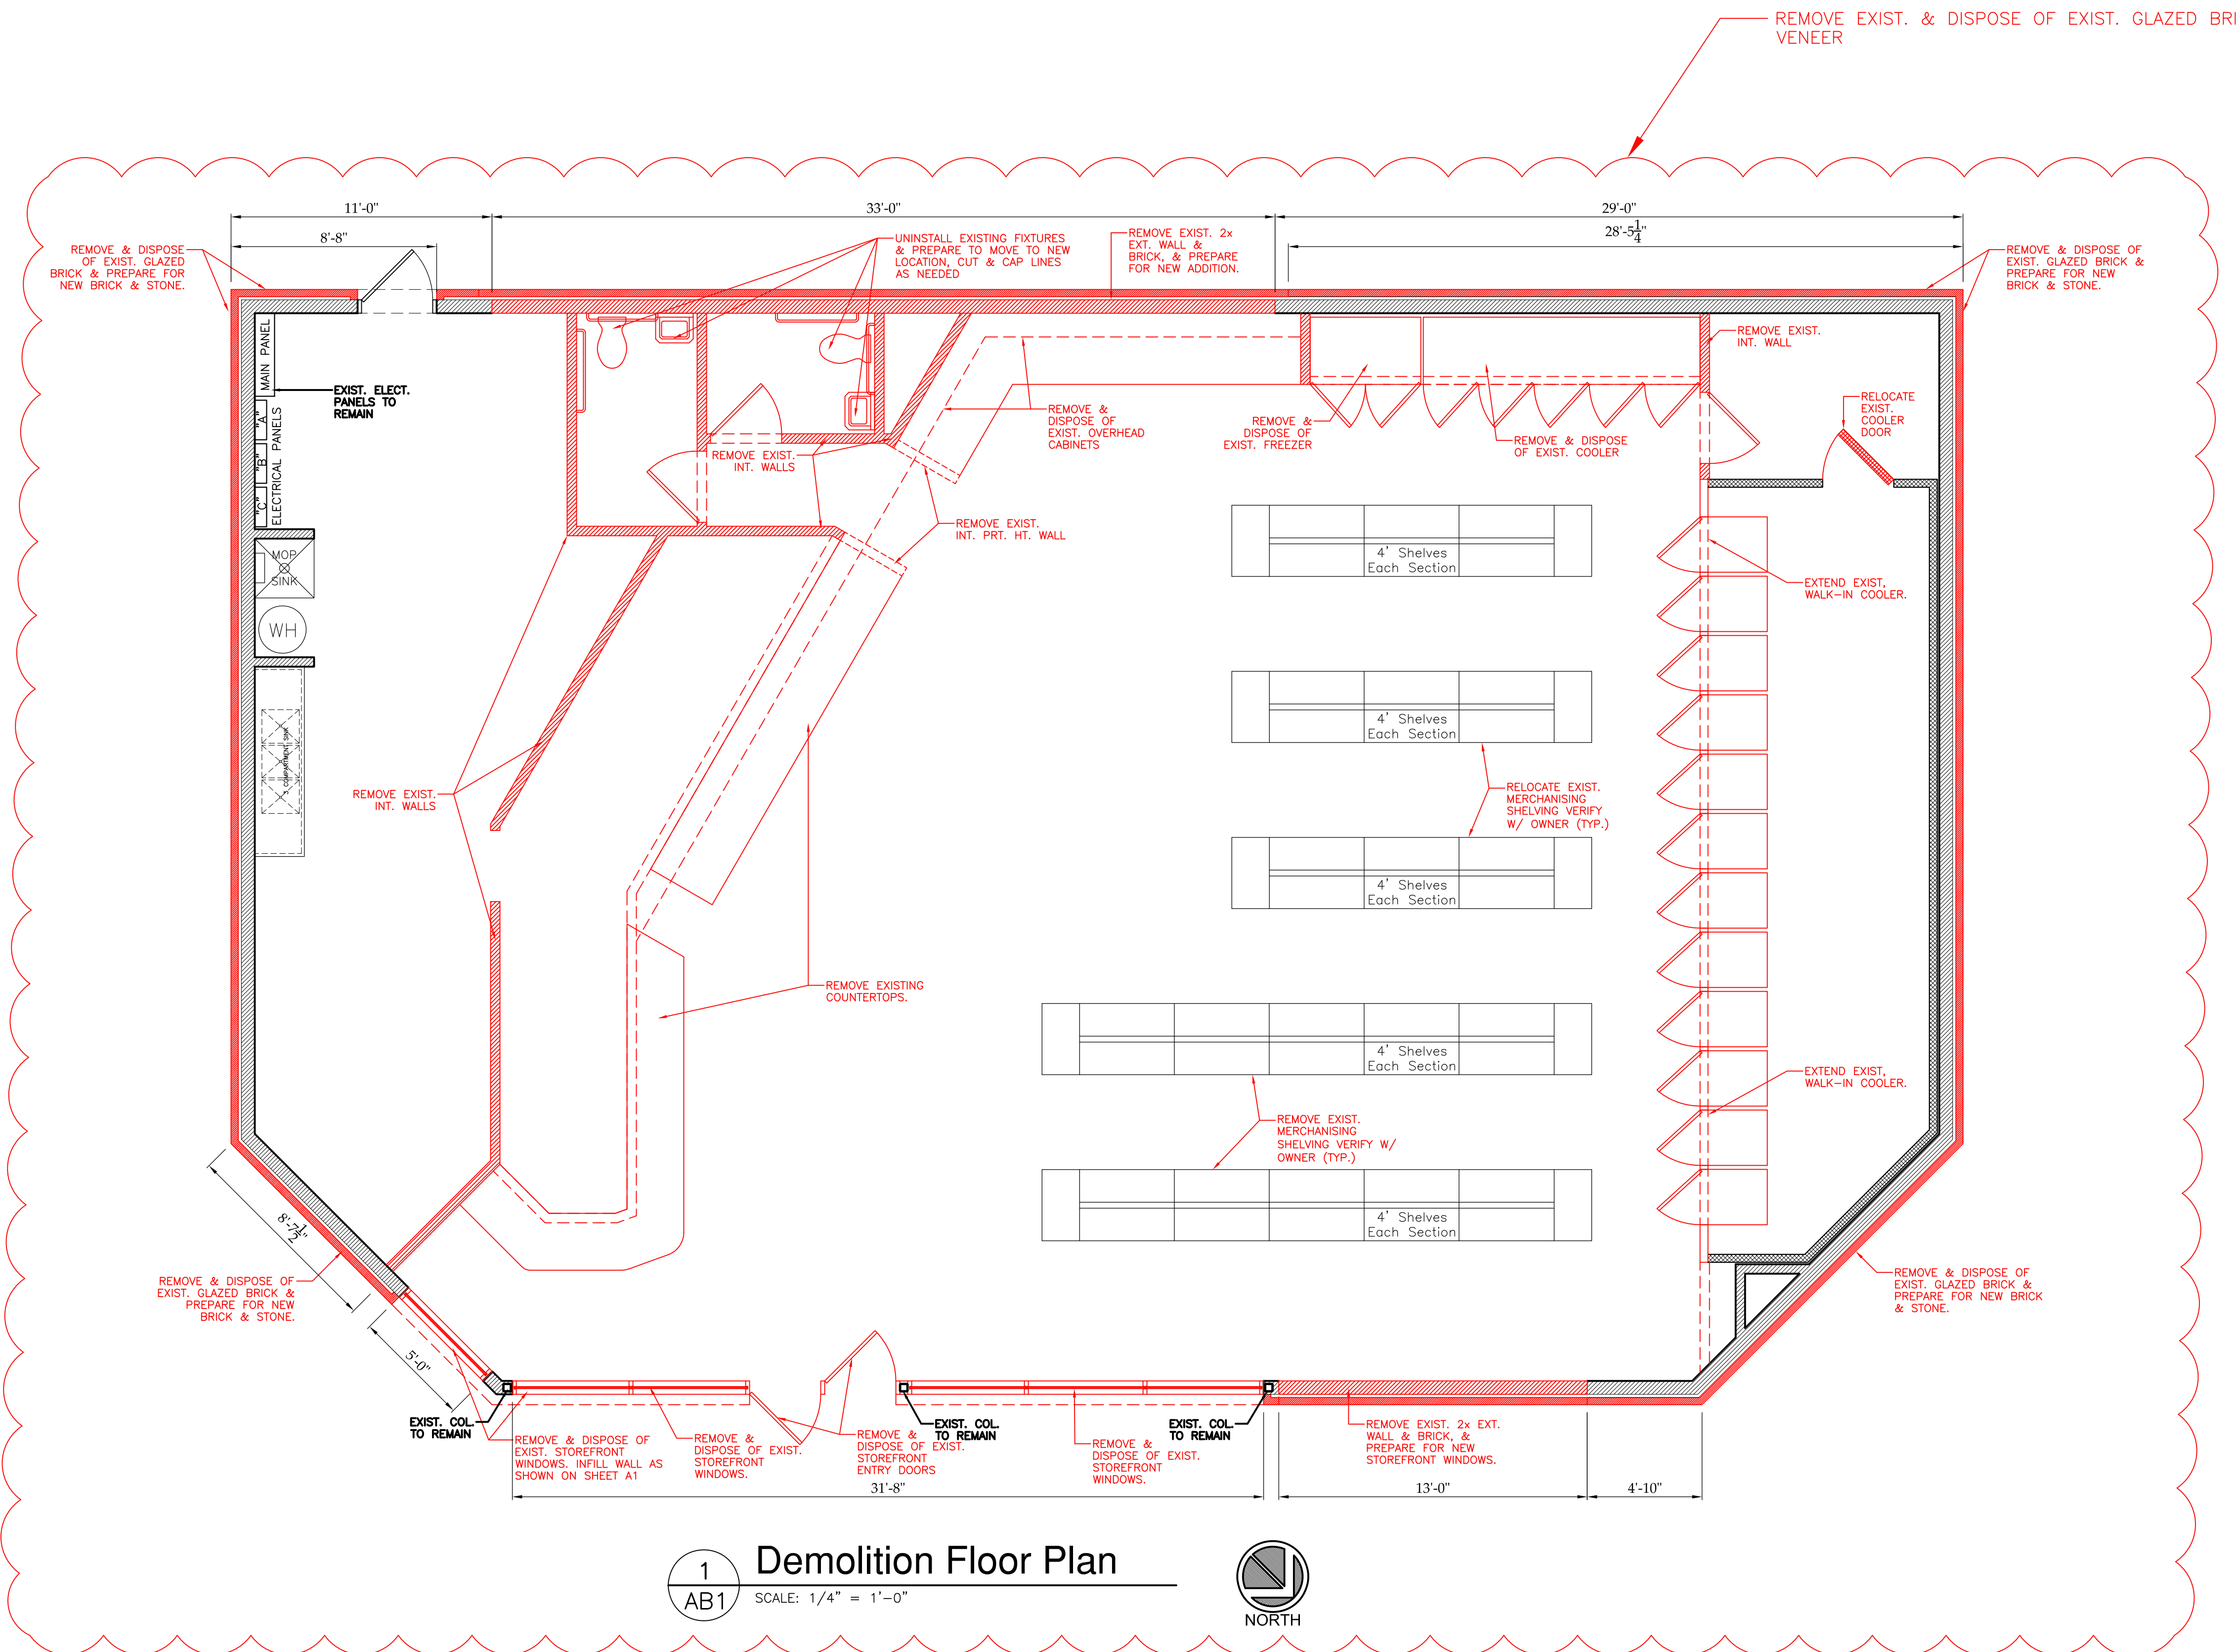 REMOVE EXIST. & DISPOSE OF EXIST. GLAZED BRI
VENEER
11'-0"
33'-0"
29'-0"
8'-8"
28'-5 1/4"
REMOVE & DISPOSE
OF EXIST. GLAZED
BRICK & PREPARE FOR
NEW BRICK & STONE.
UNINSTALL EXISTING FIXTURES
& PREPARE TO MOVE TO NEW
LOCATION, CUT & CAP LINES
AS NEEDED
REMOVE EXIST. 2x
EXT. WALL &
BRICK, & PREPARE
FOR NEW ADDITION.
REMOVE & DISPOSE OF
EXIST. GLAZED BRICK &
PREPARE FOR NEW
BRICK & STONE.
MAIN PANEL
"A"
"B"
"C"
ELECTRICAL PANELS
EXIST. ELECT.
PANELS TO
REMAIN
REMOVE EXIST.
INT. WALL
REMOVE &
DISPOSE OF
EXIST. OVERHEAD
CABINETS
REMOVE &
DISPOSE OF
EXIST. FREEZER
REMOVE & DISPOSE
OF EXIST. COOLER
RELOCATE
EXIST.
COOLER
DOOR
REMOVE EXIST.
INT. WALLS
REMOVE EXIST.
INT. PRT. HT. WALL
MOP
SINK
WH
3 COMPARTMENT SINK
4' Shelves
Each Section
EXTEND EXIST,
WALK-IN COOLER.
4' Shelves
Each Section
REMOVE EXIST.
INT. WALLS
RELOCATE EXIST.
MERCHANISING
SHELVING VERIFY
W/ OWNER (TYP.)
4' Shelves
Each Section
REMOVE EXISTING
COUNTERTOPS.
4' Shelves
Each Section
EXTEND EXIST,
WALK-IN COOLER.
REMOVE EXIST.
MERCHANISING
SHELVING VERIFY W/
OWNER (TYP.)
4' Shelves
Each Section
8'-7 1/2"
5'-0"
REMOVE & DISPOSE OF
EXIST. GLAZED BRICK &
PREPARE FOR NEW
BRICK & STONE.
REMOVE & DISPOSE OF
EXIST. GLAZED BRICK &
PREPARE FOR NEW BRICK
& STONE.
EXIST. COL.
TO REMAIN
REMOVE & DISPOSE OF
EXIST. STOREFRONT
WINDOWS. INFILL WALL AS
SHOWN ON SHEET A1
REMOVE &
DISPOSE OF EXIST.
STOREFRONT
WINDOWS.
REMOVE &
DISPOSE OF EXIST.
STOREFRONT
ENTRY DOORS
EXIST. COL.
TO REMAIN
REMOVE &
DISPOSE OF EXIST.
STOREFRONT
WINDOWS.
EXIST. COL.
TO REMAIN
REMOVE EXIST. 2x EXT.
WALL & BRICK, &
PREPARE FOR NEW
STOREFRONT WINDOWS.
31'-8"
13'-0"
4'-10"
1
AB1
Demolition Floor Plan
SCALE: 1/4" = 1'-0"
NORTH